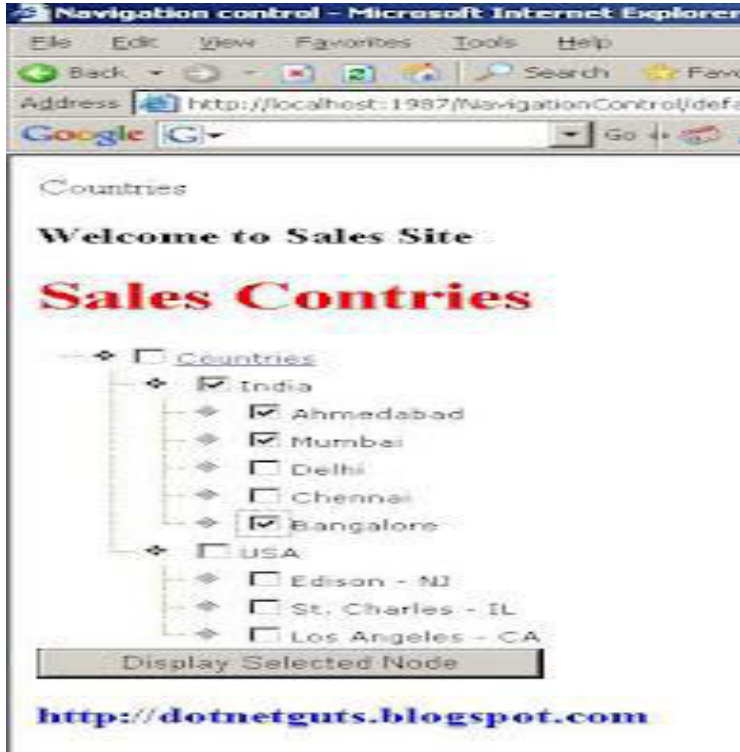 Navigation control - Microsoft Internet Explorer
File Edit View Favorites Tools Help
Back Search Favo
Address http://localhost:1987/NavigationControl/defa
Google G Go
Countries
Welcome to Sales Site
Sales Contries
Countries
India
Ahmedabad
Mumbai
Delhi
Chennai
Bangalore
USA
Edison - NJ
St. Charles - IL
Los Angeles - CA
Display Selected Node
http://dotnetguts.blogspot.com